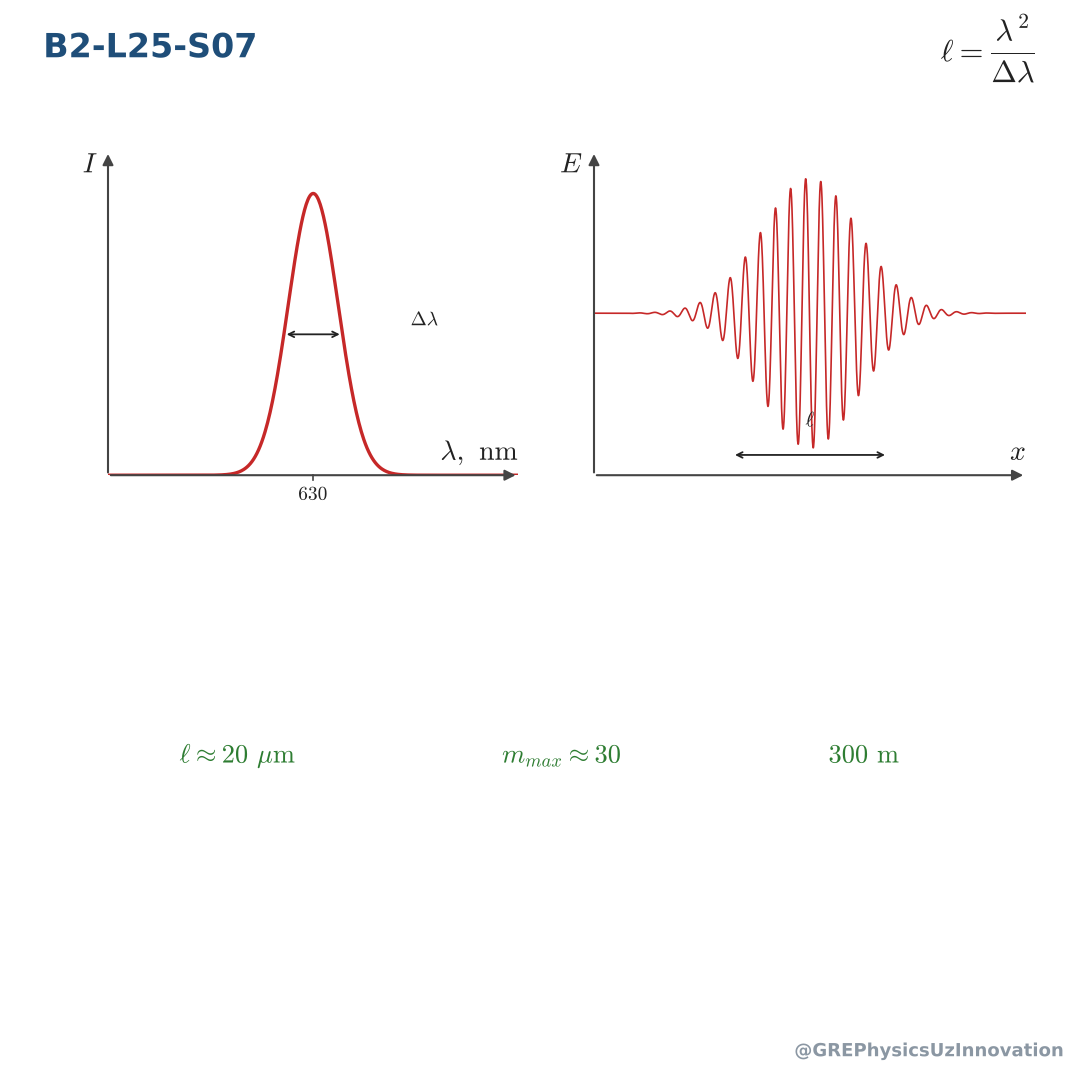 B2-L25-S07
ℓ = λ² / Δλ
I
E
Δλ
ℓ
λ, nm
x
630
ℓ ≈ 20 μm
m_max ≈ 30
300 m
@GREPhysicsUzInnovation